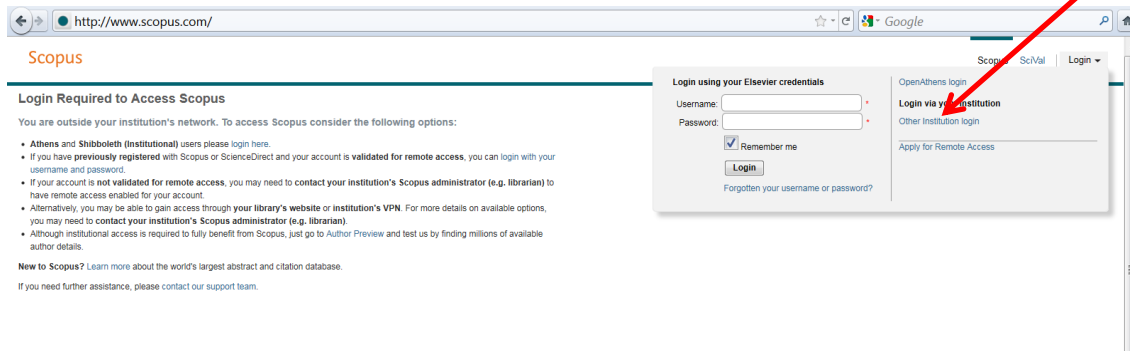 http://www.scopus.com/
Google
Scopus
Scopus SciVal Login
Login Required to Access Scopus
You are outside your institution's network. To access Scopus consider the following options:
• Athens and Shibboleth (Institutional) users please login here.
• If you have previously registered with Scopus or ScienceDirect and your account is validated for remote access, you can login with your
username and password.
• If your account is not validated for remote access, you may need to contact your institution's Scopus administrator (e.g. librarian) to
have remote access enabled for your account.
• Alternatively, you may be able to gain access through your library's website or institution's VPN. For more details on available options,
you may need to contact your institution's Scopus administrator (e.g. librarian).
• Although institutional access is required to fully benefit from Scopus, just go to Author Preview and test us by finding millions of available
author details.
New to Scopus? Learn more about the world's largest abstract and citation database.
If you need further assistance, please contact our support team.
Login using your Elsevier credentials
Username: *
Password: *
Remember me
Login
Forgotten your username or password?
OpenAthens login
Login via your institution
Other Institution login
Apply for Remote Access